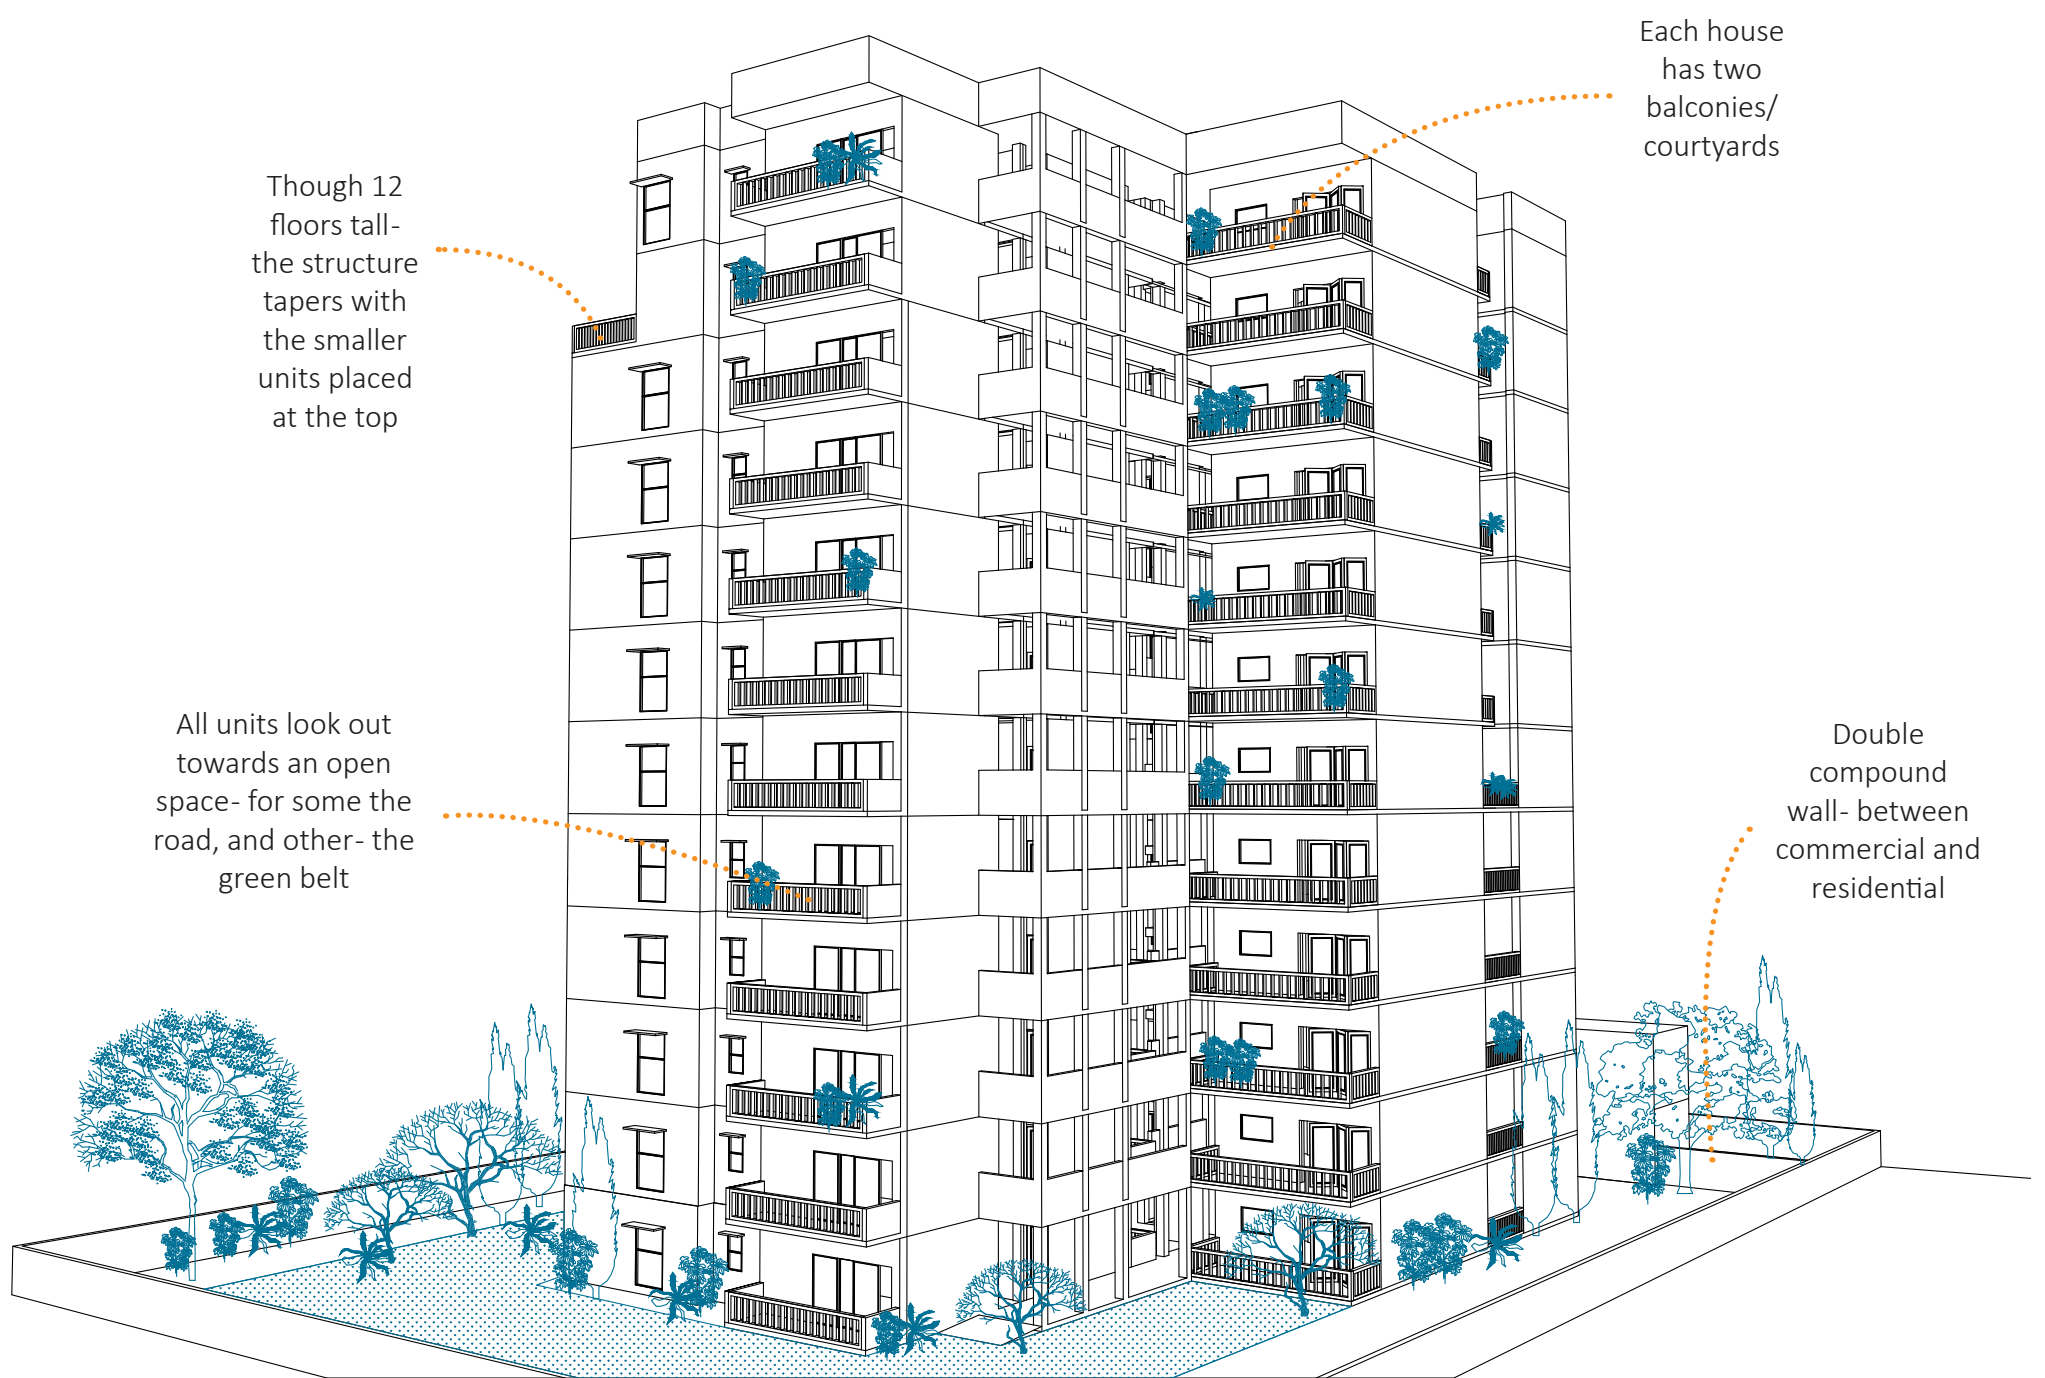 Each house
has two
balconies/
courtyards
Though 12
floors tall-
the structure
tapers with
the smaller
units placed
at the top
All units look out
towards an open
space- for some the
road, and other- the
green belt
Double
compound
wall- between
commercial and
residential